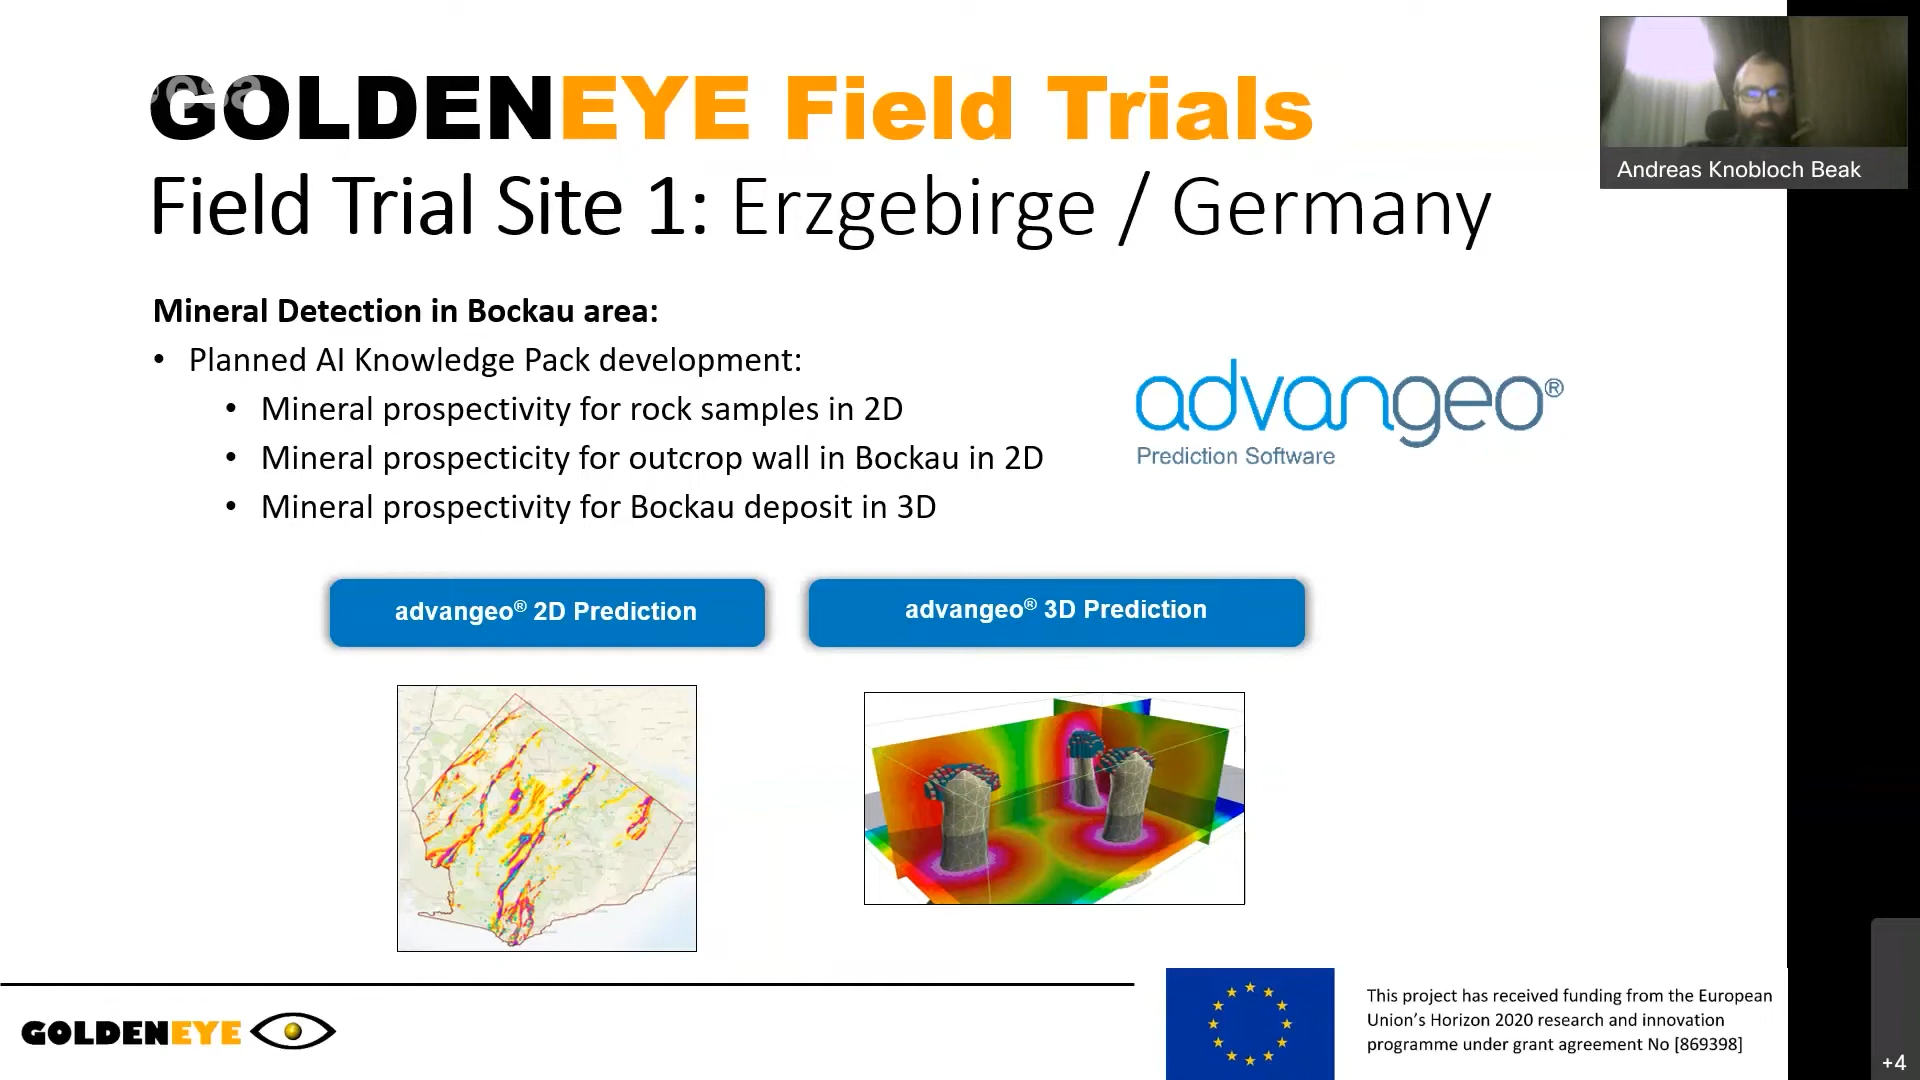 esa
GOLDENEYE Field Trials
Field Trial Site 1: Erzgebirge / Germany
Andreas Knobloch Beak
Mineral Detection in Bockau area:
• Planned AI Knowledge Pack development:
• Mineral prospectivity for rock samples in 2D
• Mineral prospecticity for outcrop wall in Bockau in 2D
• Mineral prospectivity for Bockau deposit in 3D
advangeo®
Prediction Software
advangeo® 2D Prediction
advangeo® 3D Prediction
GOLDENEYE
This project has received funding from the European
Union's Horizon 2020 research and innovation
programme under grant agreement No [869398]
+4